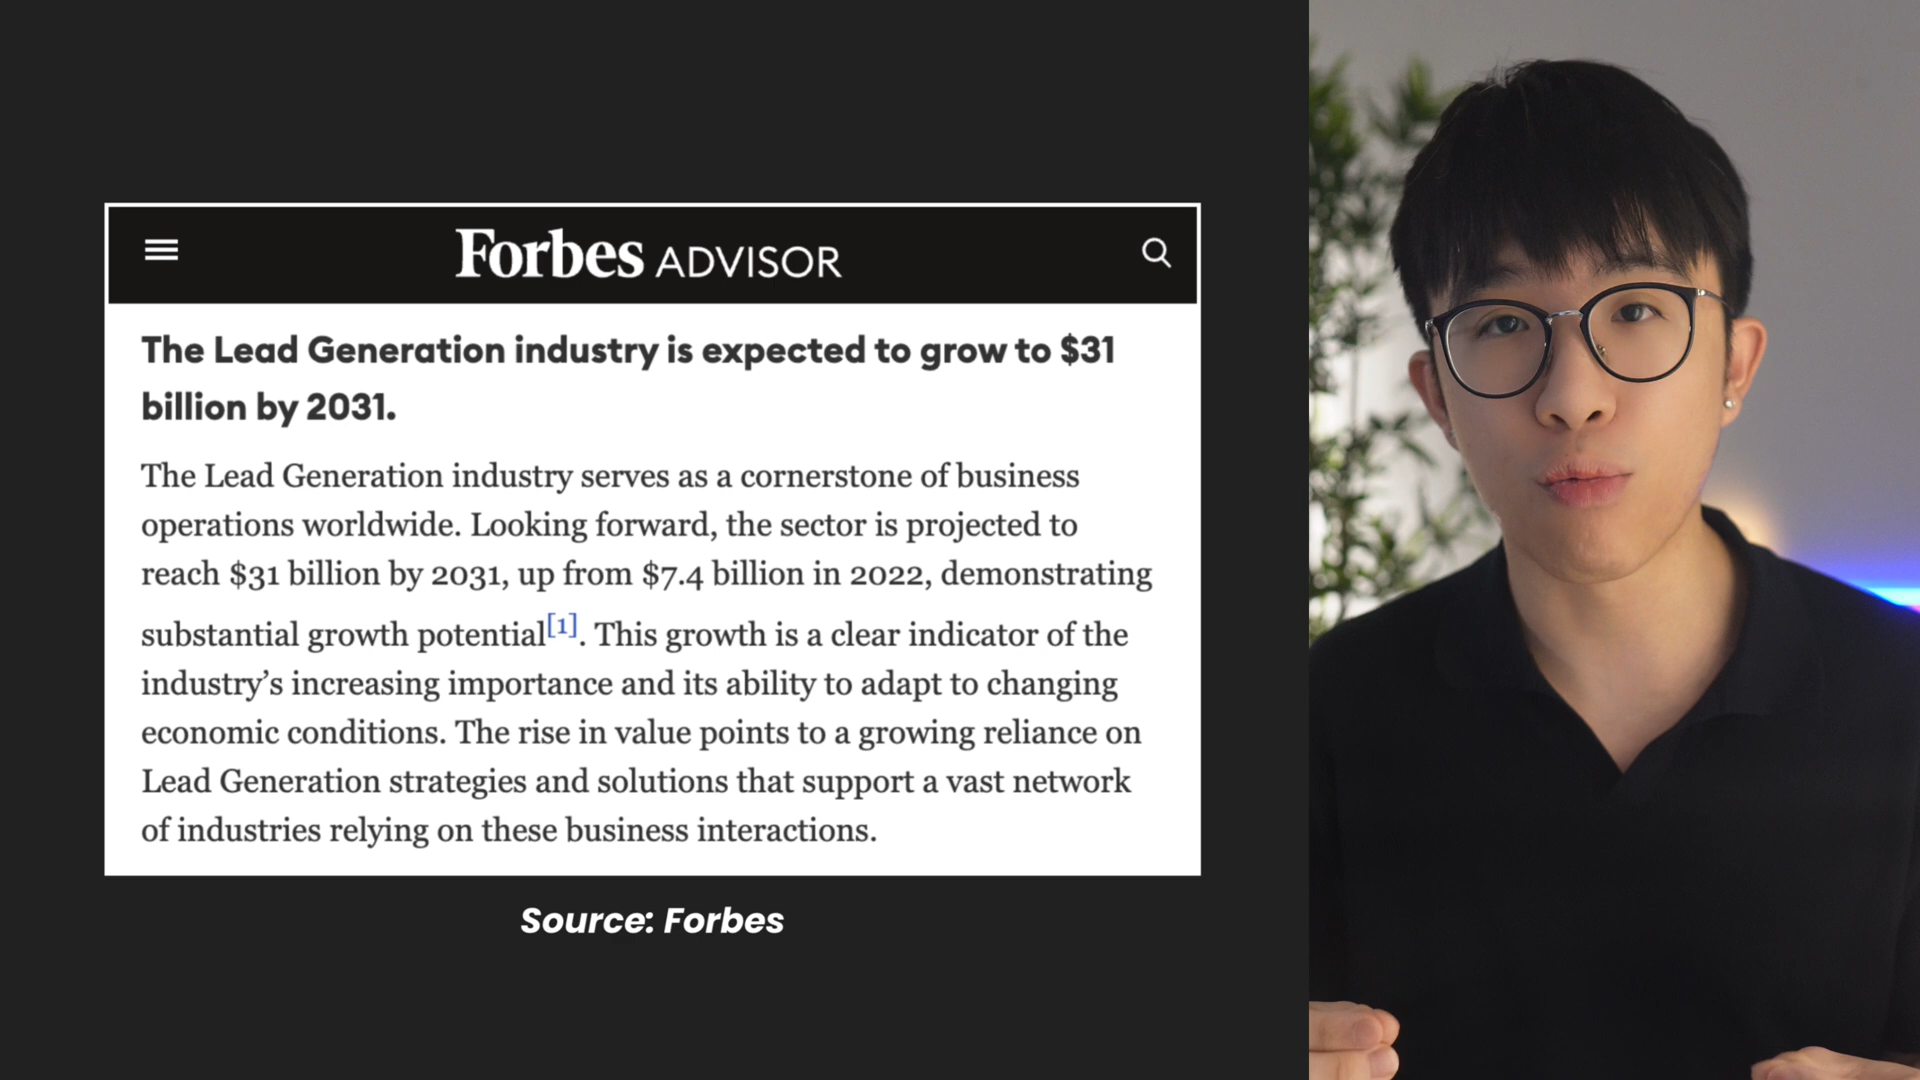 Forbes ADVISOR
The Lead Generation industry is expected to grow to $31
billion by 2031.
The Lead Generation industry serves as a cornerstone of business
operations worldwide. Looking forward, the sector is projected to
reach $31 billion by 2031, up from $7.4 billion in 2022, demonstrating
substantial growth potential[1]. This growth is a clear indicator of the
industry’s increasing importance and its ability to adapt to changing
economic conditions. The rise in value points to a growing reliance on
Lead Generation strategies and solutions that support a vast network
of industries relying on these business interactions.
Source: Forbes